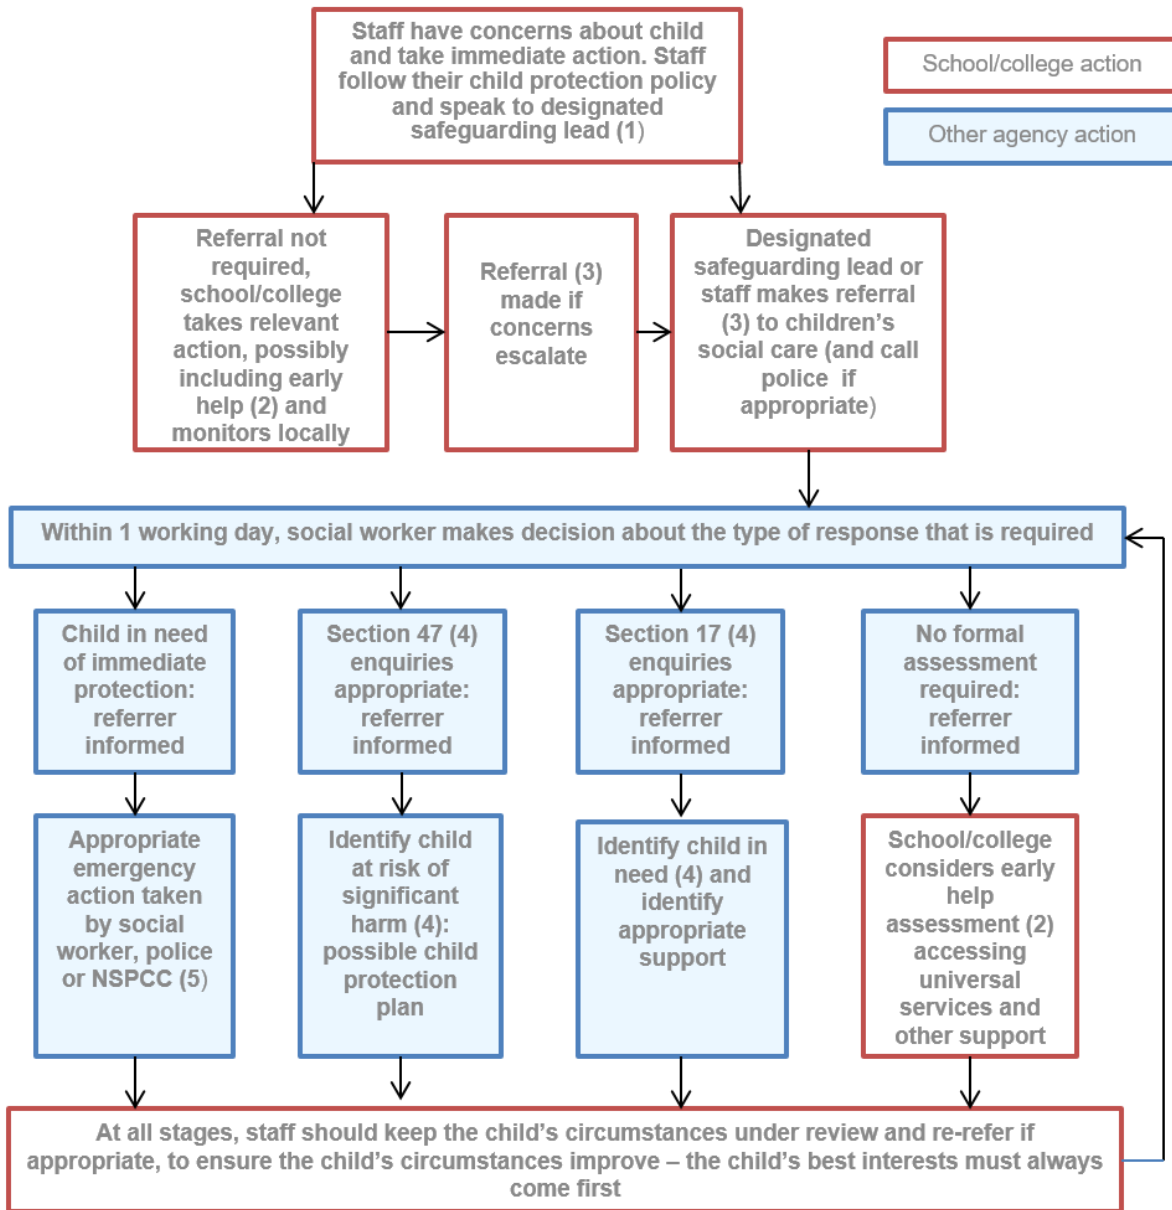 Staff have concerns about child
and take immediate action. Staff
follow their child protection policy
and speak to designated
safeguarding lead (1)
School/college action
Other agency action
Referral not
required,
school/college
takes relevant
action, possibly
including early
help (2) and
monitors locally
Referral (3)
made if
concerns
escalate
Designated
safeguarding lead or
staff makes referral
(3) to children’s
social care (and call
police if
appropriate)
Within 1 working day, social worker makes decision about the type of response that is required
Child in need
of immediate
protection:
referrer
informed
Section 47 (4)
enquiries
appropriate:
referrer
informed
Section 17 (4)
enquiries
appropriate:
referrer
informed
No formal
assessment
required:
referrer
informed
Appropriate
emergency
action taken
by social
worker, police
or NSPCC (5)
Identify child
at risk of
significant
harm (4):
possible child
protection
plan
Identify child in
need (4) and
identify
appropriate
support
School/college
considers early
help
assessment (2)
accessing
universal
services and
other support
At all stages, staff should keep the child’s circumstances under review and re-refer if
appropriate, to ensure the child’s circumstances improve – the child’s best interests must always
come first